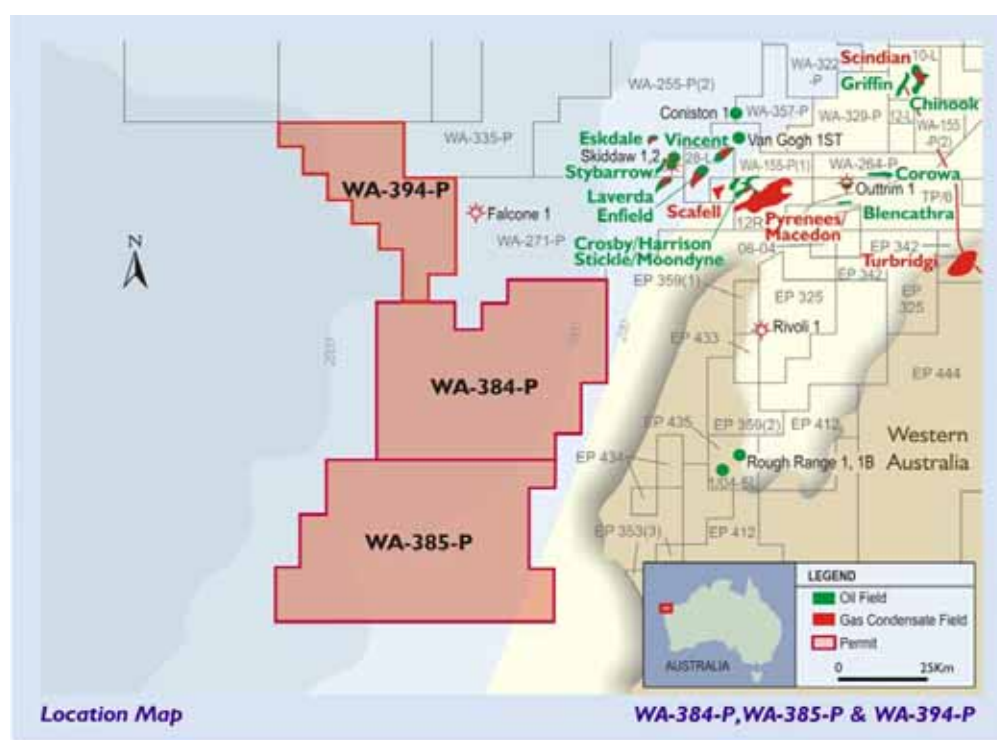 10-L
Scindian
WA-322
-P
WA-255-P(2)
Griffin
Chinook
Coniston 1
WA-357-P
WA-329-P
12-L
WA-155
-P(2)
WA-335-P
Eskdale
Vincent
Van Gogh 1ST
Skiddaw 1,2
28-L
WA-155-P(1)
WA-264-P
Stybarrow
Corowa
WA-394-P
Outtrim 1
TP/6
Laverda
Enfield
Scafell
Blencathra
Falcone 1
12R
Pyrenees/
Macedon
WA-271-P
Crosby/Harrison
Stickle/Moondyne
06-04
EP 342
Turbridgi
N
EP 359(1)
EP 342
EP 325
EP
325
Rivoli 1
EP 433
WA-384-P
EP 444
EP 435
EP 359(2)
EP 412
Western
Australia
EP 434
Rough Range 1, 1B
WA-385-P
EP 353(3)
EP 412
LEGEND
Oil Field
Gas Condensate Field
Permit
AUSTRALIA
0
25Km
Location Map
WA-384-P, WA-385-P & WA-394-P